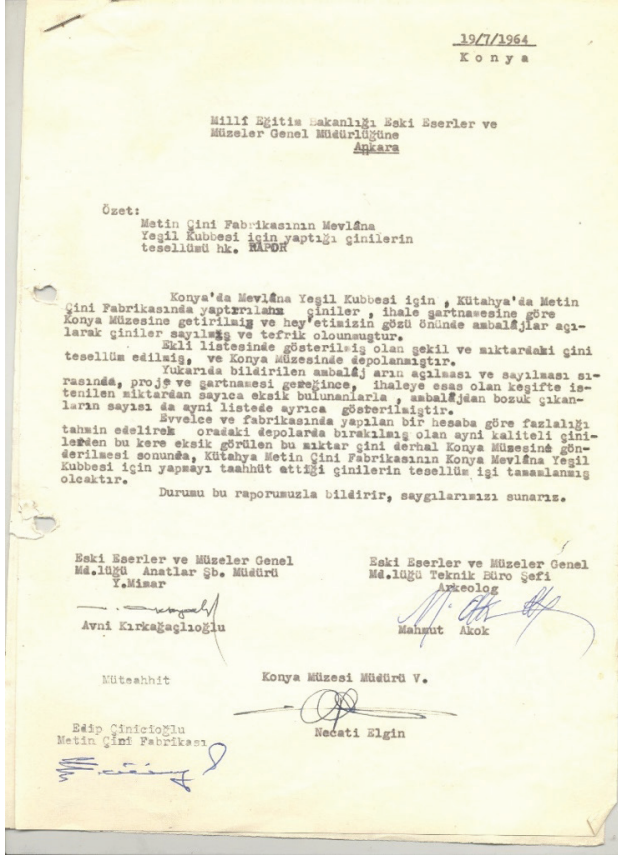 19/7/1964
Konya
Millî Eğitim Bakanlığı Eski Eserler ve
Müzeler Genel Müdürlüğüne
Ankara
Özet:
Metin Çini Fabrikasının Mevlâna
Yeşil Kubbesi için yaptığı çinilerin
tesellümü hk. RAPOR
Konya'da Mevlâna Yeşil Kubbesi için , Kütahya'da Metin
Çini Fabrikasında yaptırılan çiniler , ihale şartnamesine göre
Konya Müzesine getirilmiş ve hey'etimizin gözü önünde ambalâjlar açı-
larak çiniler sayılmış ve tefrik olounmuştur.
Ekli listesinde gösterilmiş olan şekil ve mıktardaki çini
tesellüm edilmiş, ve Konya Müzesinde depolanmıştır.
Yukarıda bildirilen ambalâj arın açılması ve sayılması sı-
rasında, proje ve şartnamesi gereğince, ihaleye esas olan keşifte is-
tenilen miktardan sayıca eksik bulunanlarla , ambalâjdan bozuk çıkan-
ların sayısı da ayni listede ayrıca gösterilmiştir.
Evvelce ve fabrikasında yapılan bir hesaba göre fazlalığı
tahmin edelirek oradaki depolarda bırakılmış olan ayni kaliteli çini-
lerden bu kere eksik görülen bu mıktar çini derhal Konya Müzesine gön-
derilmesi sonunda, Kütahya Metin Çini Fabrikasının Konya Mevlâna Yeşil
Kubbesi için yapmayı taahhüt attiği çinilerin tesellüm işi tamamlanmış
olcaktır.
Durumu bu raporumuzla bildirir, saygılarımızı sunarız.
Eski Eserler ve Müzeler Genel
Md.lüğü Anatlar Şb. Müdürü
Y.Mimar
Avni Kırkağaçlıoğlu
Eski Eserler ve Müzeler Genel
Md.lüğü Teknik Büro Şefi
Arkeolog
Mahmut Akok
Müteahhit
Edip Çinicioğlu
Metin Çini Fabrikası
Konya Müzesi Müdürü V.
Necati Elgin